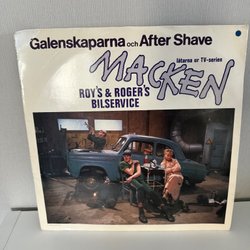 Galenskaparna och After Shave
låtarna ur TV-serien
MACKEN
ROY'S & ROGER'S
BILSERVICE